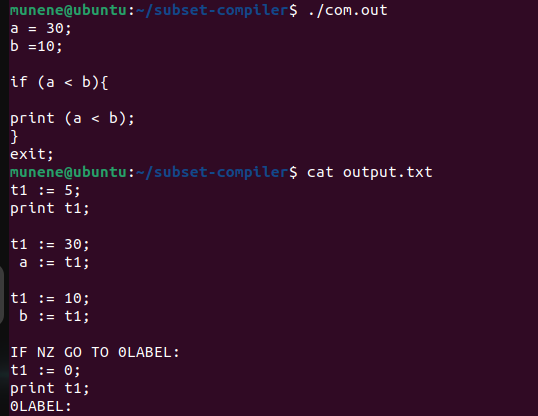 munene@ubuntu:~/subset-compiler$ ./com.out
a = 30;
b =10;
if (a < b){
print (a < b);
}
exit;
munene@ubuntu:~/subset-compiler$ cat output.txt
t1 := 5;
print t1;
t1 := 30;
a := t1;
t1 := 10;
b := t1;
IF NZ GO TO 0LABEL:
t1 := 0;
print t1;
0LABEL: